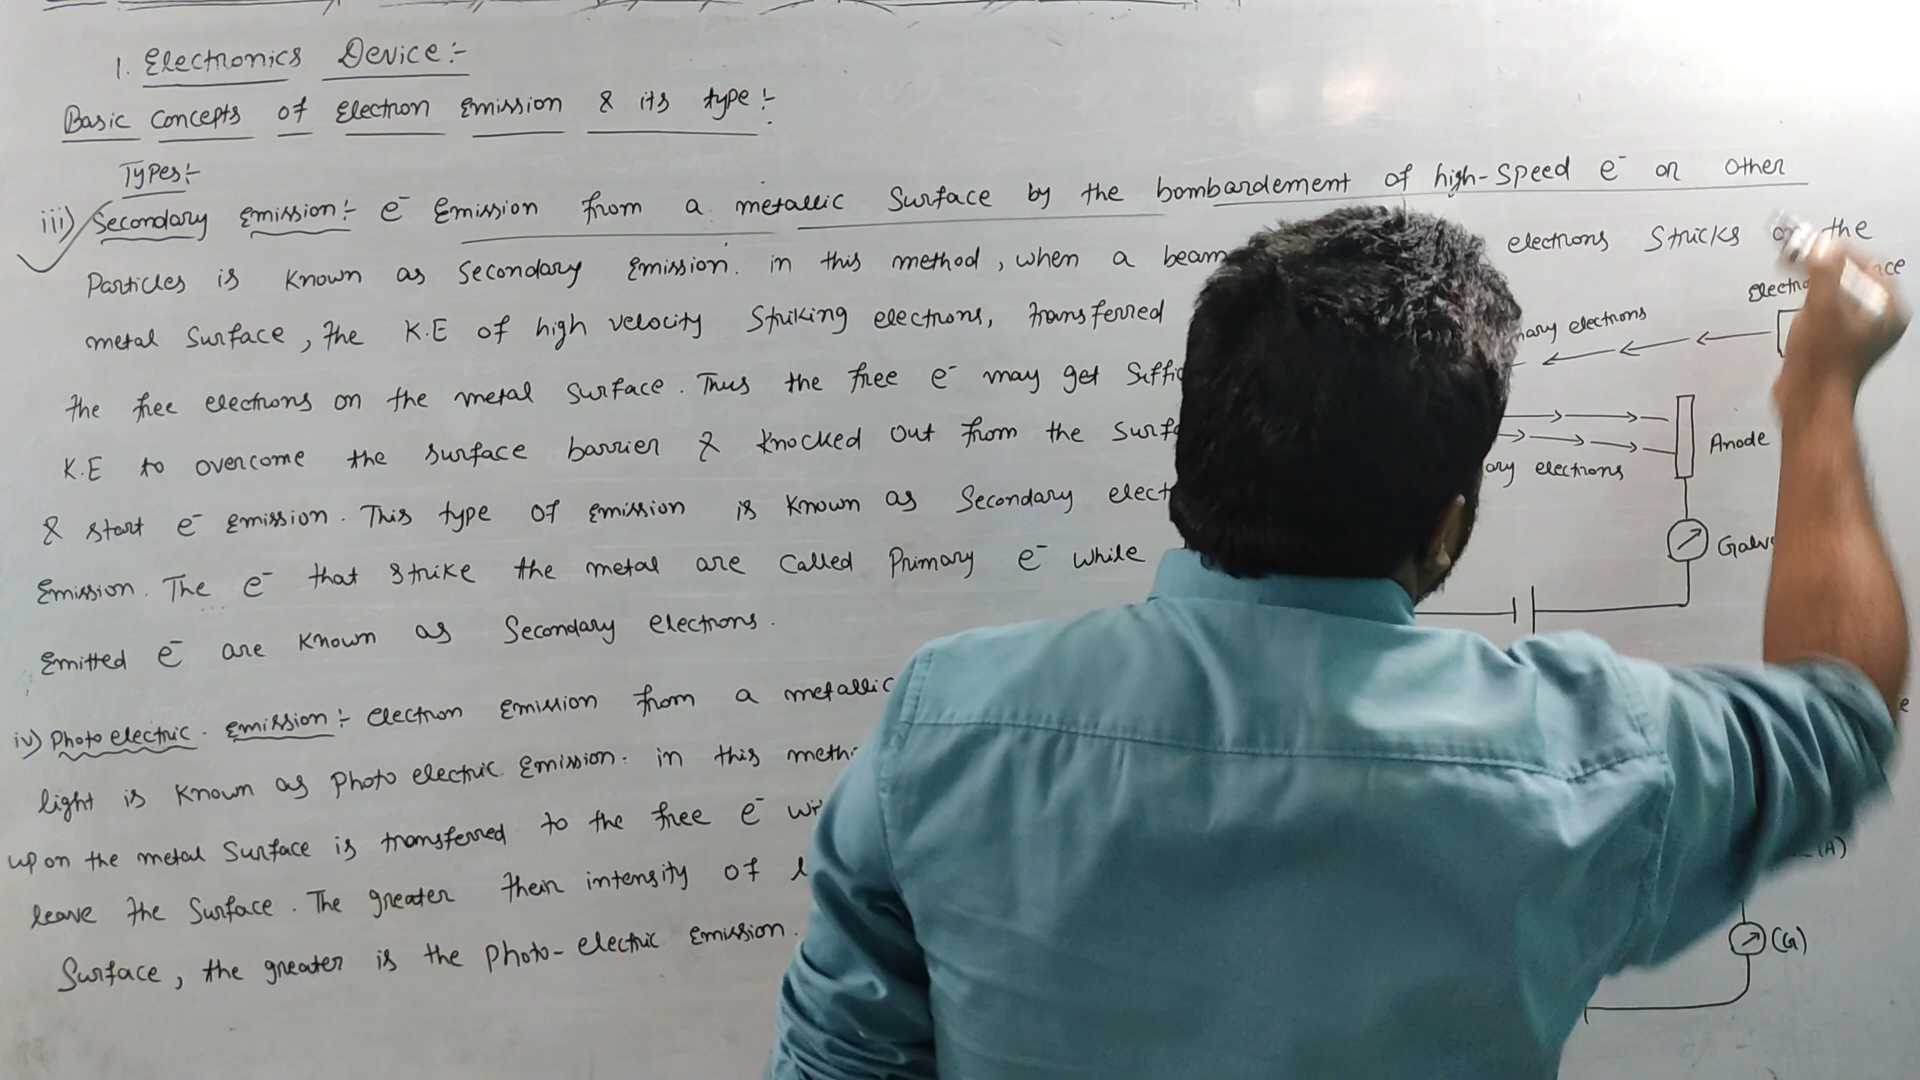 1. Electronics Device:-
Basic Concepts of Electron Emission & its type:-
Types:-
iii) Secondary Emission:- e⁻ Emission from a metallic Surface by the bombardement of high-speed e⁻ or other
Particles is known as Secondary Emission. in this method, when a beam electrons Stricks the
metal Surface, the K.E of high velocity Striking electrons, transferred
the free electrons on the metal surface. Thus the free e⁻ may get
K.E to overcome the surface barrier & knocked out from the
& start e⁻ Emission. This type of Emission is known as Secondary
Emission. The e⁻ that strike the metal are called Primary e⁻ while
Emitted e⁻ are known as Secondary electrons.
iv) Photo electric Emission:- electron Emission from a metallic
light is known as Photo electric Emission. in this
upon the metal Surface is transferred to the free e⁻
leave the Surface. The greater their intensity of
Surface, the greater is the Photo-electric emission.
electrons
electrons
Anode
(A)
(G)